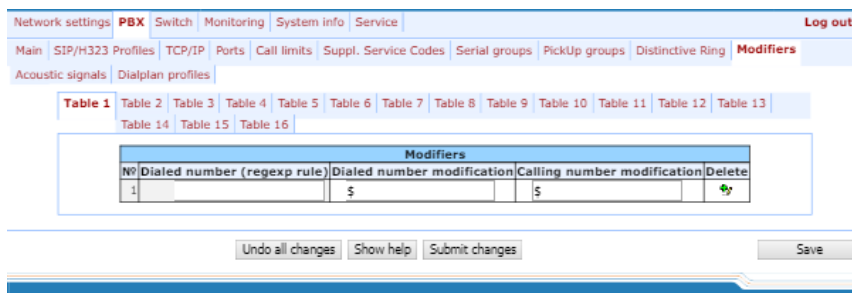 Network settings PBX Switch Monitoring System info Service Log out
Main SIP/H323 Profiles TCP/IP Ports Call limits Suppl. Service Codes Serial groups PickUp groups Distinctive Ring Modifiers
Acoustic signals Dialplan profiles
Table 1 Table 2 Table 3 Table 4 Table 5 Table 6 Table 7 Table 8 Table 9 Table 10 Table 11 Table 12 Table 13
Table 14 Table 15 Table 16
Modifiers
Nº Dialed number (regexp rule) Dialed number modification Calling number modification Delete
1 $ $
Undo all changes Show help Submit changes Save